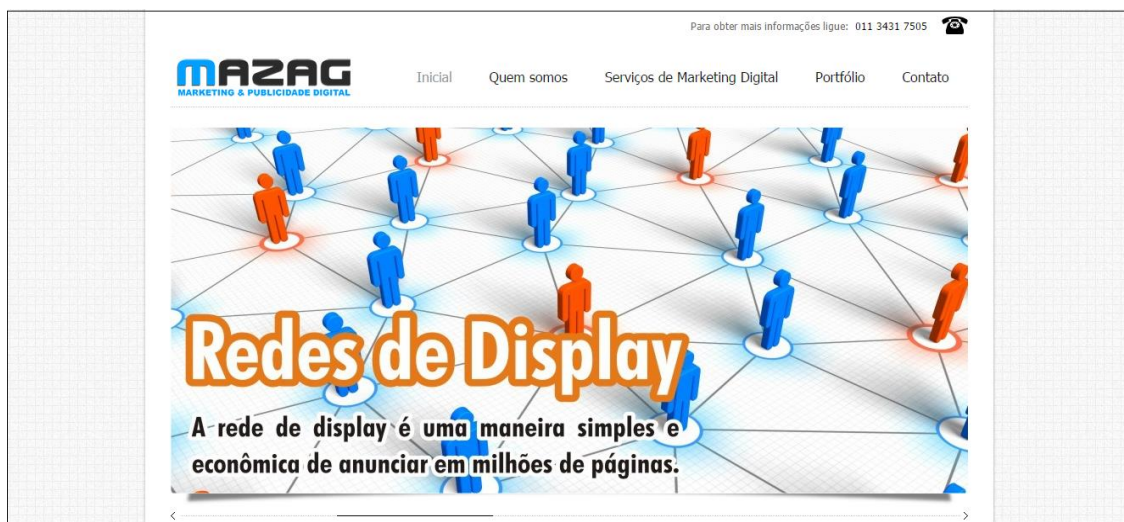 Para obter mais informações ligue: 011 3431 7505
MAZAG
MARKETING & PUBLICIDADE DIGITAL
Inicial Quem somos Serviços de Marketing Digital Portfólio Contato
Redes de Display
A rede de display é uma maneira simples e
econômica de anunciar em milhões de páginas.